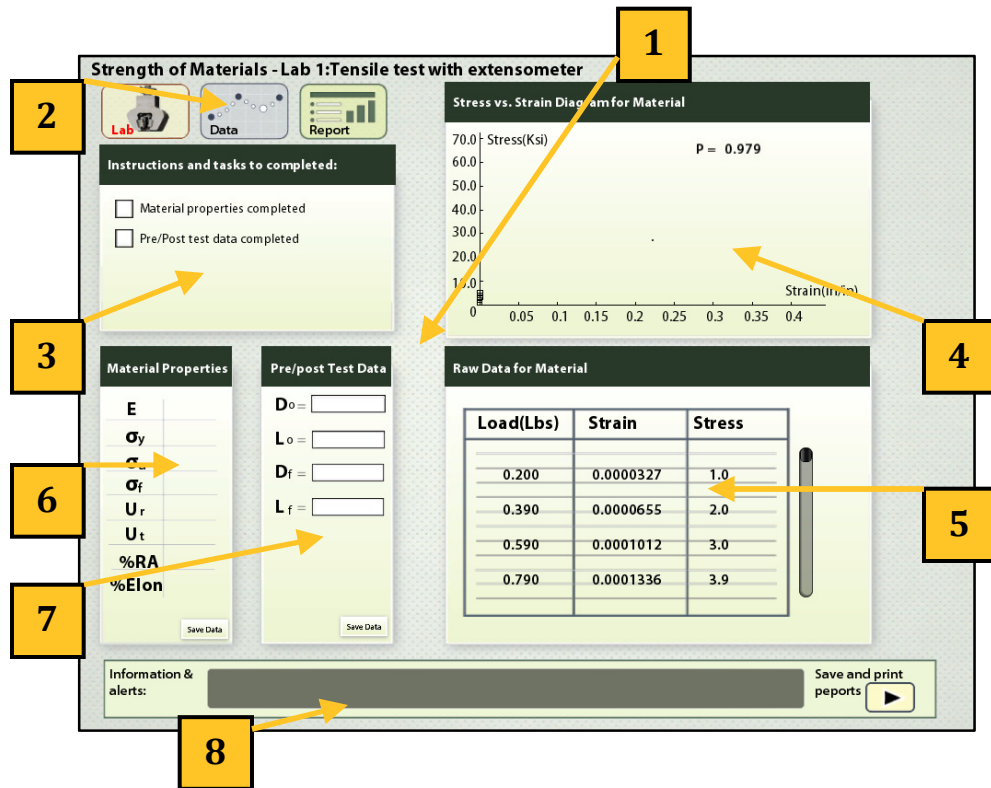 1
Strength of Materials - Lab 1:Tensile test with extensometer
2
Lab
Data
Report
Instructions and tasks to completed:
Material properties completed
Pre/Post test data completed
3
Stress vs. Strain Diagram for Material
70.0
Stress(Ksi)
P = 0.979
60.0
50.0
40.0
30.0
20.0
10.0
Strain(in/in)
0
0.05 0.1 0.15 0.2 0.25 0.3 0.35 0.4
4
Material Properties
E
σy
σu
σf
Ur
Ut
%RA
%Elon
Save Data
6
Pre/post Test Data
Do =
Lo =
Df =
Lf =
Save Data
7
Raw Data for Material
Load(Lbs) Strain Stress
0.200 0.0000327 1.0
0.390 0.0000655 2.0
0.590 0.0001012 3.0
0.790 0.0001336 3.9
5
Information &
alerts:
Save and print
peports
8